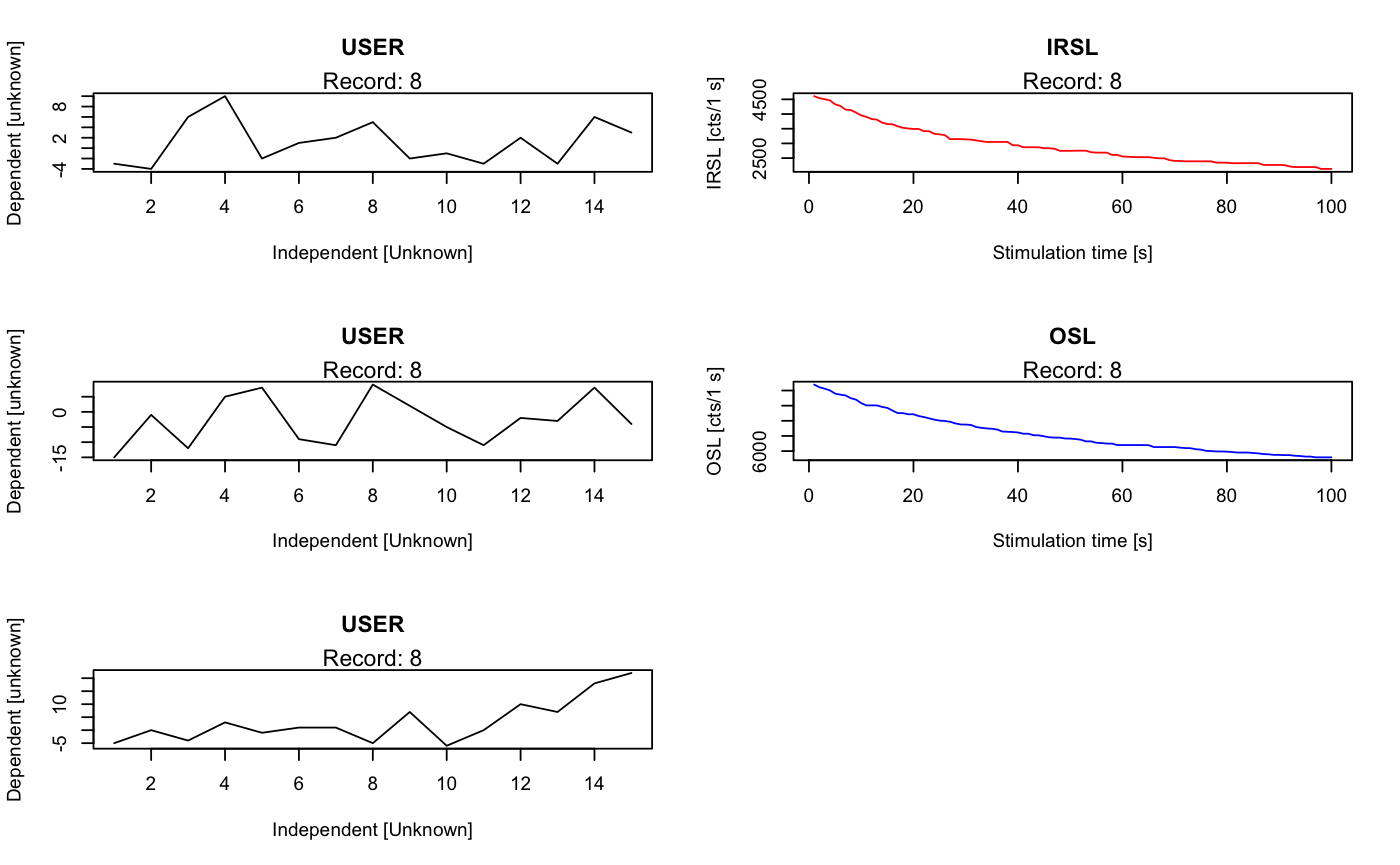 USER
Record: 8
Dependent [unknown]
8
2
-4
2 4 6 8 10 12 14
Independent [Unknown]
IRSL
Record: 8
IRSL [cts/1 s]
4500
2500
0 20 40 60 80 100
Stimulation time [s]
USER
Record: 8
Dependent [unknown]
0
-15
2 4 6 8 10 12 14
Independent [Unknown]
OSL
Record: 8
OSL [cts/1 s]
6000
0 20 40 60 80 100
Stimulation time [s]
USER
Record: 8
Dependent [unknown]
10
-5
2 4 6 8 10 12 14
Independent [Unknown]